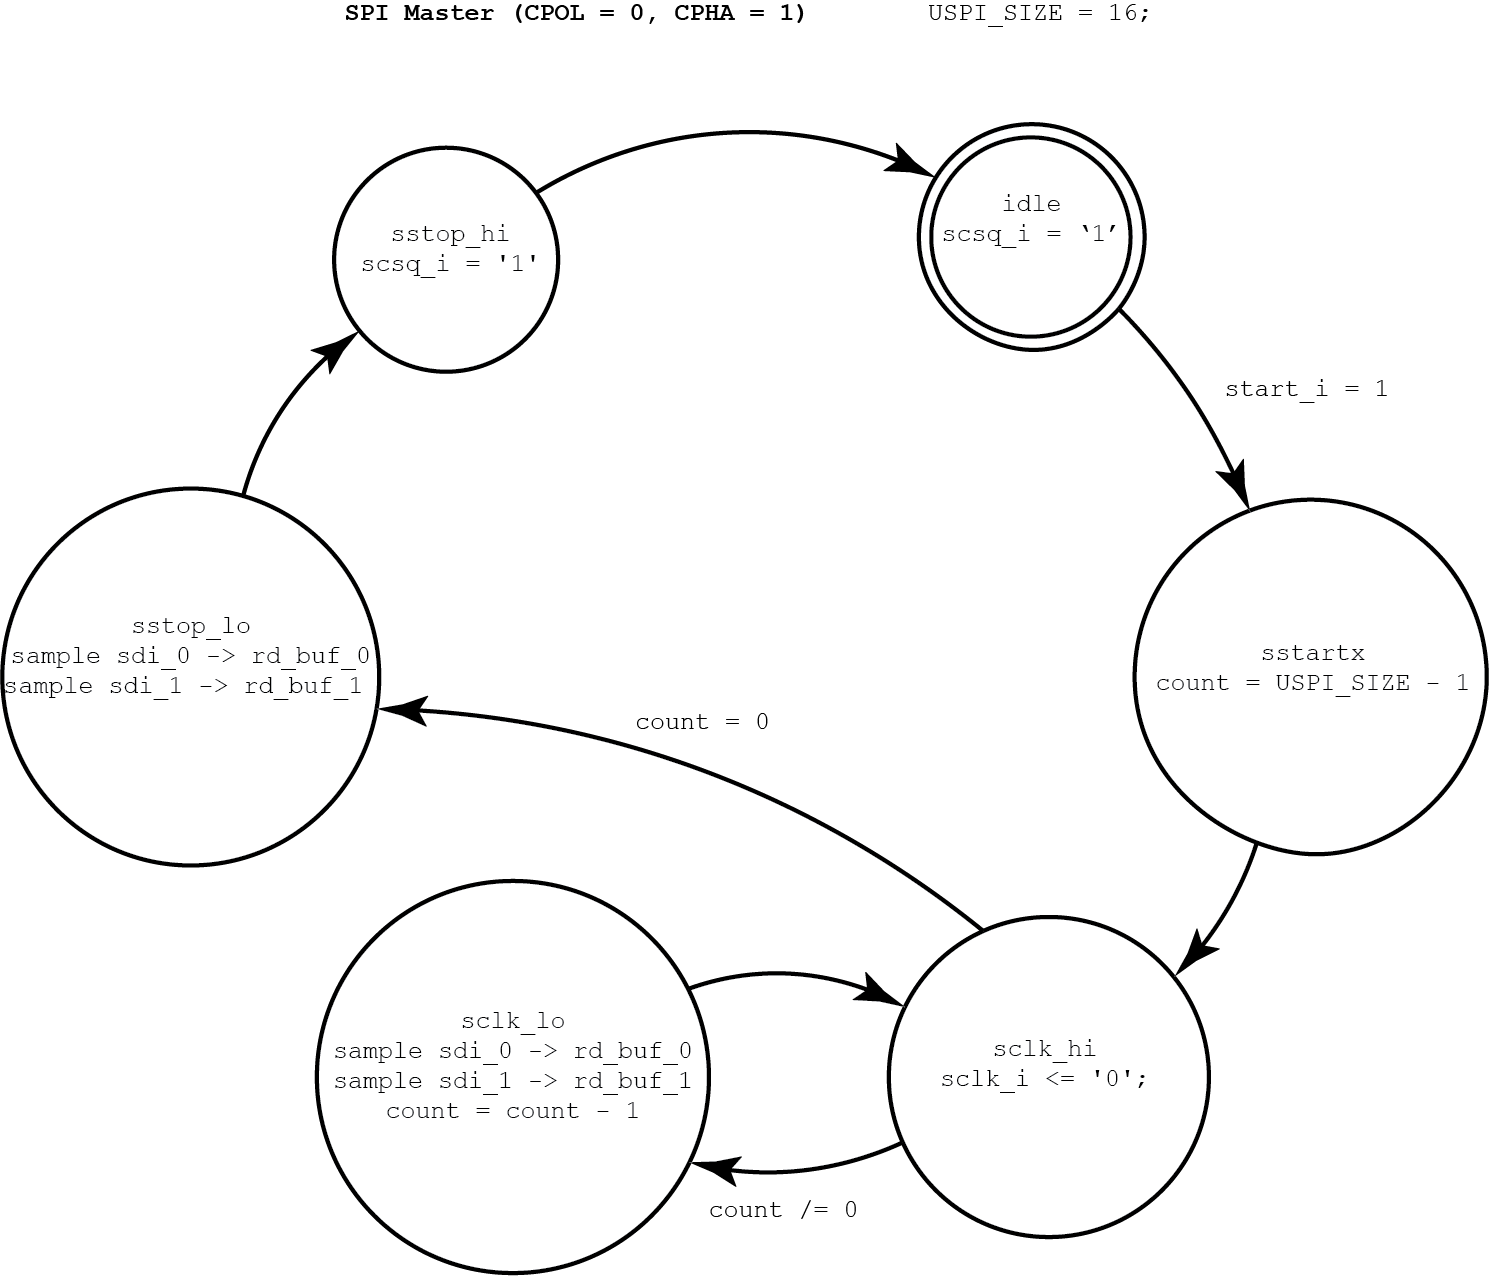 SPI Master (CPOL = 0, CPHA = 1)
USPI_SIZE = 16;
sstop_hi
scsq_i = '1'
idle
scsq_i = ‘1’
start_i = 1
sstop_lo
sample sdi_0 -> rd_buf_0
sample sdi_1 -> rd_buf_1
sstartx
count = USPI_SIZE - 1
count = 0
sclk_lo
sample sdi_0 -> rd_buf_0
sample sdi_1 -> rd_buf_1
count = count - 1
sclk_hi
sclk_i <= '0';
count /= 0